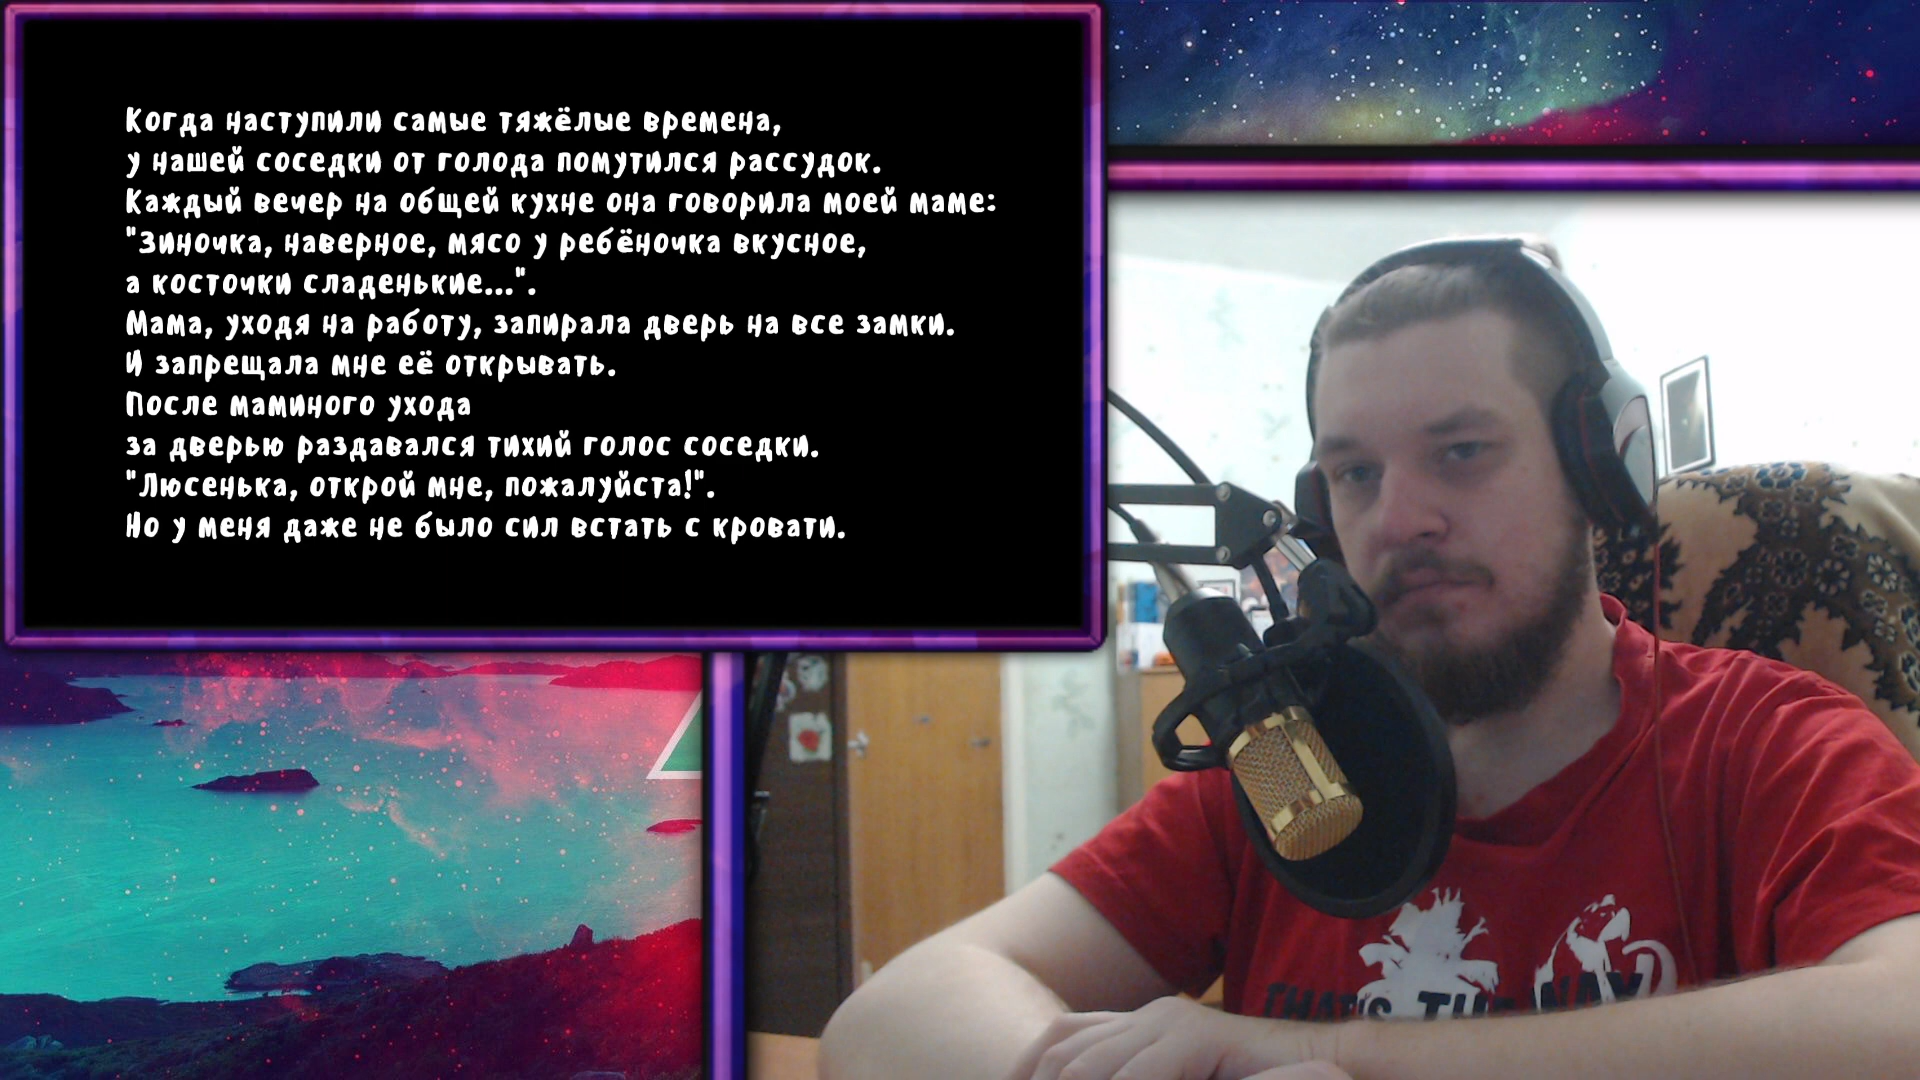 Когда наступили самые тяжёлые времена,
у нашей соседки от голода помутился рассудок.
Каждый вечер на общей кухне она говорила моей маме:
"Зиночка, наверное, мясо у ребёночка вкусное,
а косточки сладенькие...".
Мама, уходя на работу, запирала дверь на все замки.
И запрещала мне её открывать.
После маминого ухода
за дверью раздавался тихий голос соседки.
"Люсенька, открой мне, пожалуйста!".
Но у меня даже не было сил встать с кровати.
THAT'S THE WAY